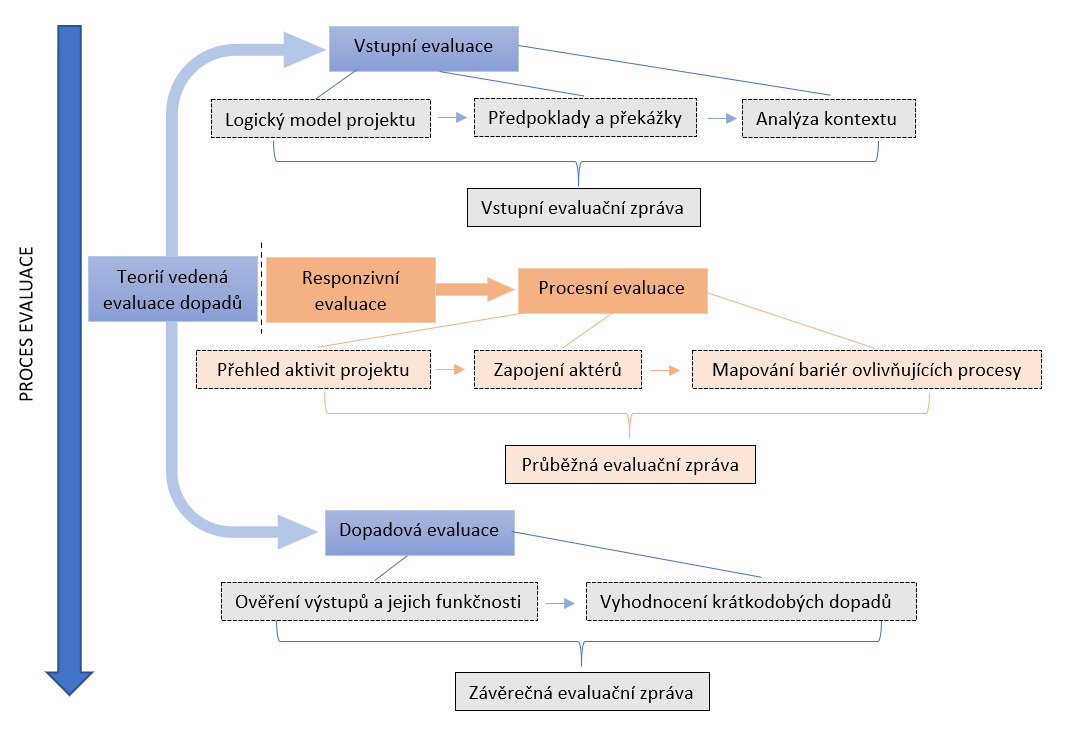 PROCES EVALUACE
Vstupní evaluace
Logický model projektu
Předpoklady a překážky
Analýza kontextu
Vstupní evaluační zpráva
Teorií vedená
evaluace dopadů
Responzivní
evaluace
Procesní evaluace
Přehled aktivit projektu
Zapojení aktérů
Mapování bariér ovlivňujících procesy
Průběžná evaluační zpráva
Dopadová evaluace
Ověření výstupů a jejich funkčnosti
Vyhodnocení krátkodobých dopadů
Závěrečná evaluační zpráva